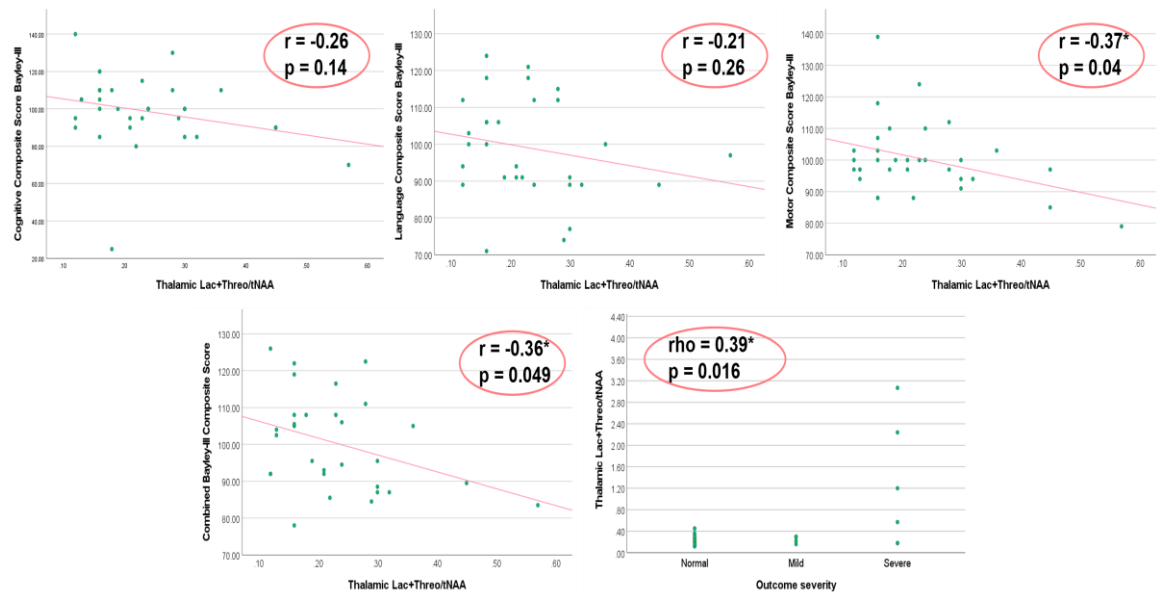 r = -0.26
p = 0.14
Cognitive Composite Score Bayley-III
140.00
120.00
100.00
80.00
60.00
40.00
20.00
.10 .20 .30 .40 .50 .60
Thalamic Lac+Threo/tNAA
r = -0.21
p = 0.26
Language Composite Score Bayley-III
130.00
120.00
110.00
100.00
90.00
80.00
70.00
.10 .20 .30 .40 .50 .60
Thalamic Lac+Threo/tNAA
r = -0.37*
p = 0.04
Motor Composite Score Bayley-III
140.00
130.00
120.00
110.00
100.00
90.00
80.00
70.00
.10 .20 .30 .40 .50 .60
Thalamic Lac+Threo/tNAA
r = -0.36*
p = 0.049
Combined Bayley-III Composite Score
130.00
120.00
110.00
100.00
90.00
80.00
70.00
.10 .20 .30 .40 .50 .60
Thalamic Lac+Threo/tNAA
rho = 0.39*
p = 0.016
Thalamic Lac+Threo/tNAA
4.40
4.00
3.60
3.20
2.80
2.40
2.00
1.60
1.20
.80
.40
.00
Normal Mild Severe
Outcome severity